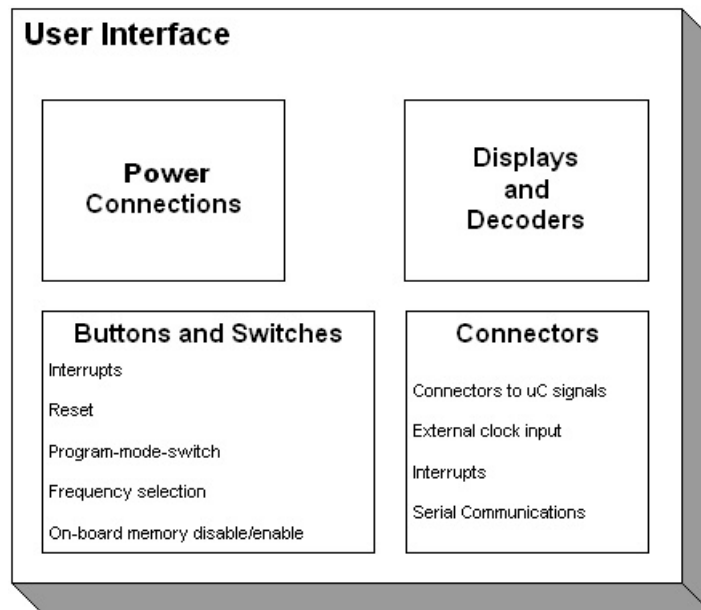 User Interface
Power
Connections
Displays
and
Decoders
Buttons and Switches
Interrupts
Reset
Program-mode-switch
Frequency selection
On-board memory disable/enable
Connectors
Connectors to uC signals
External clock input
Interrupts
Serial Communications